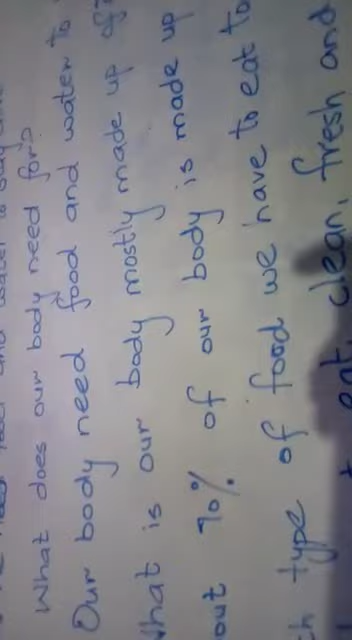 What does our body need for?
Our body need food and water to
What is our body mostly made up of?
out 90% of our body is made up
type of food we have to eat to
eat clean, fresh and